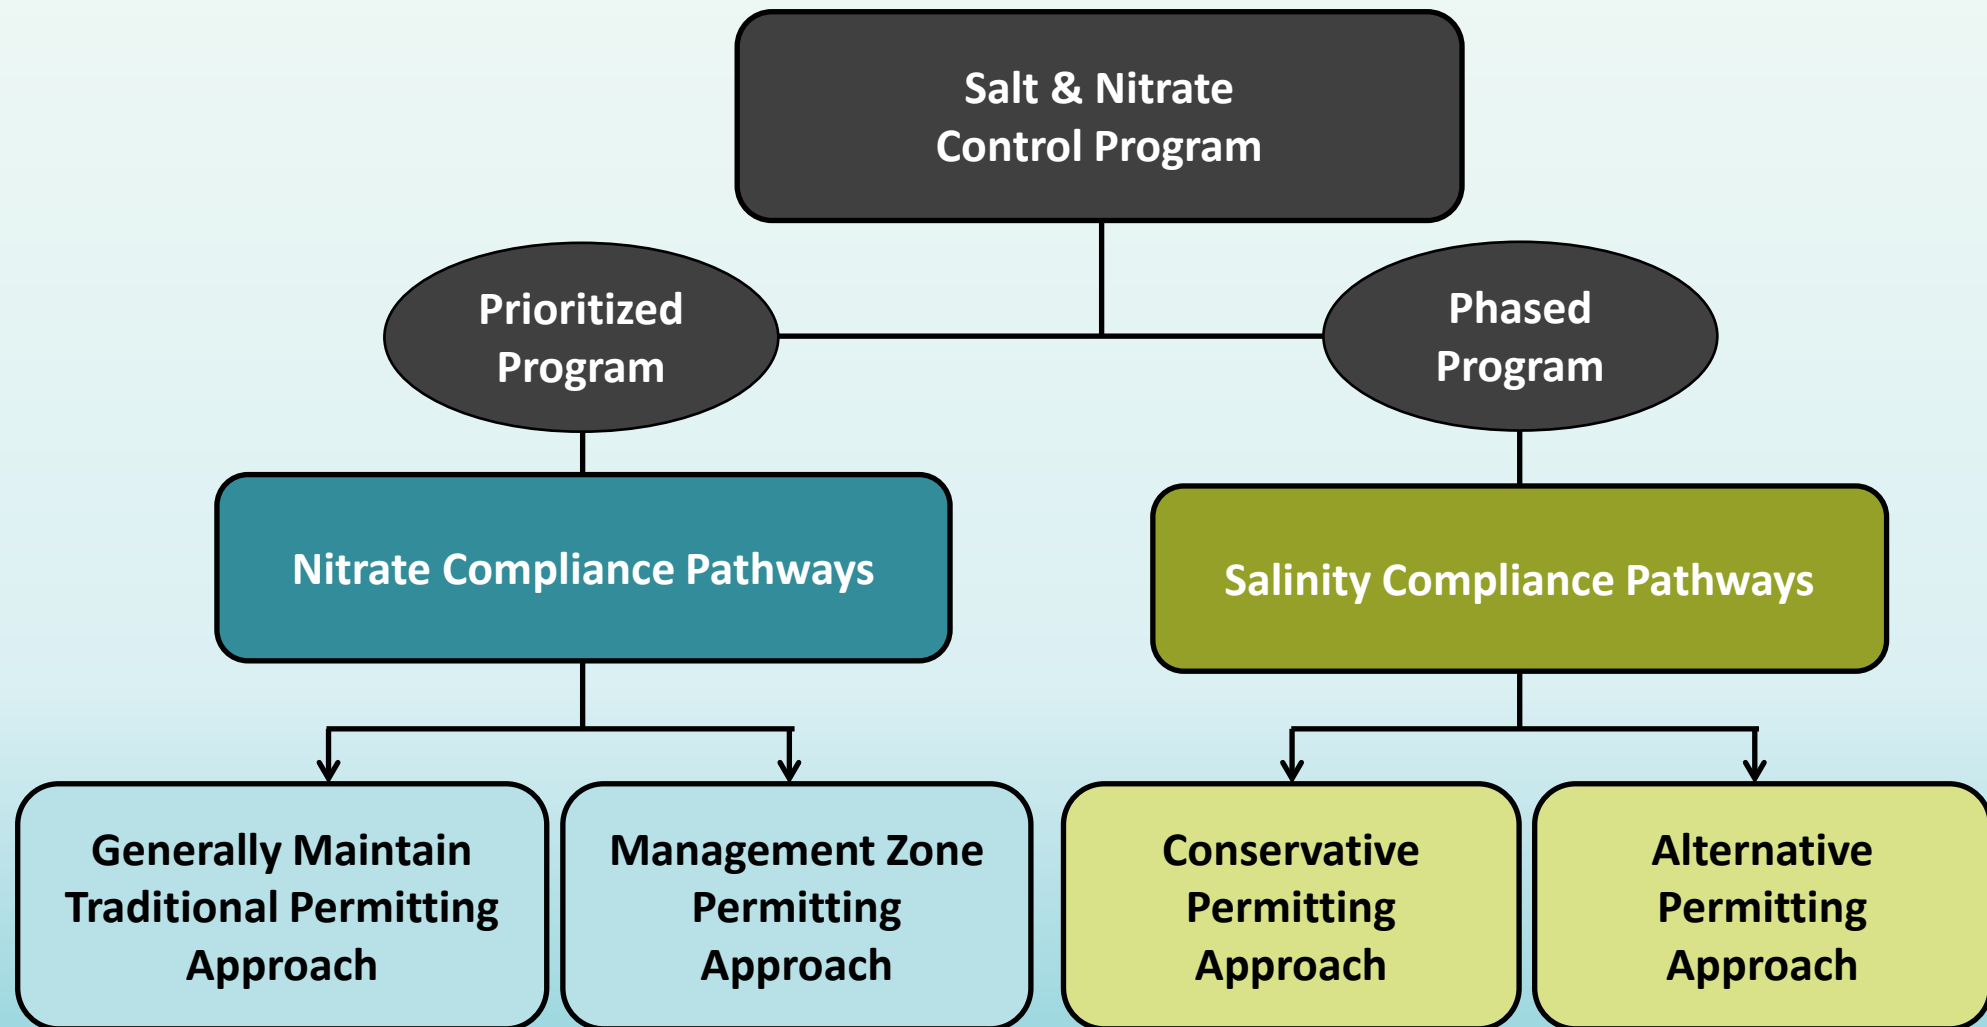 Salt & Nitrate
Control Program
Prioritized
Program
Phased
Program
Nitrate Compliance Pathways
Salinity Compliance Pathways
Generally Maintain
Traditional Permitting
Approach
Management Zone
Permitting
Approach
Conservative
Permitting
Approach
Alternative
Permitting
Approach